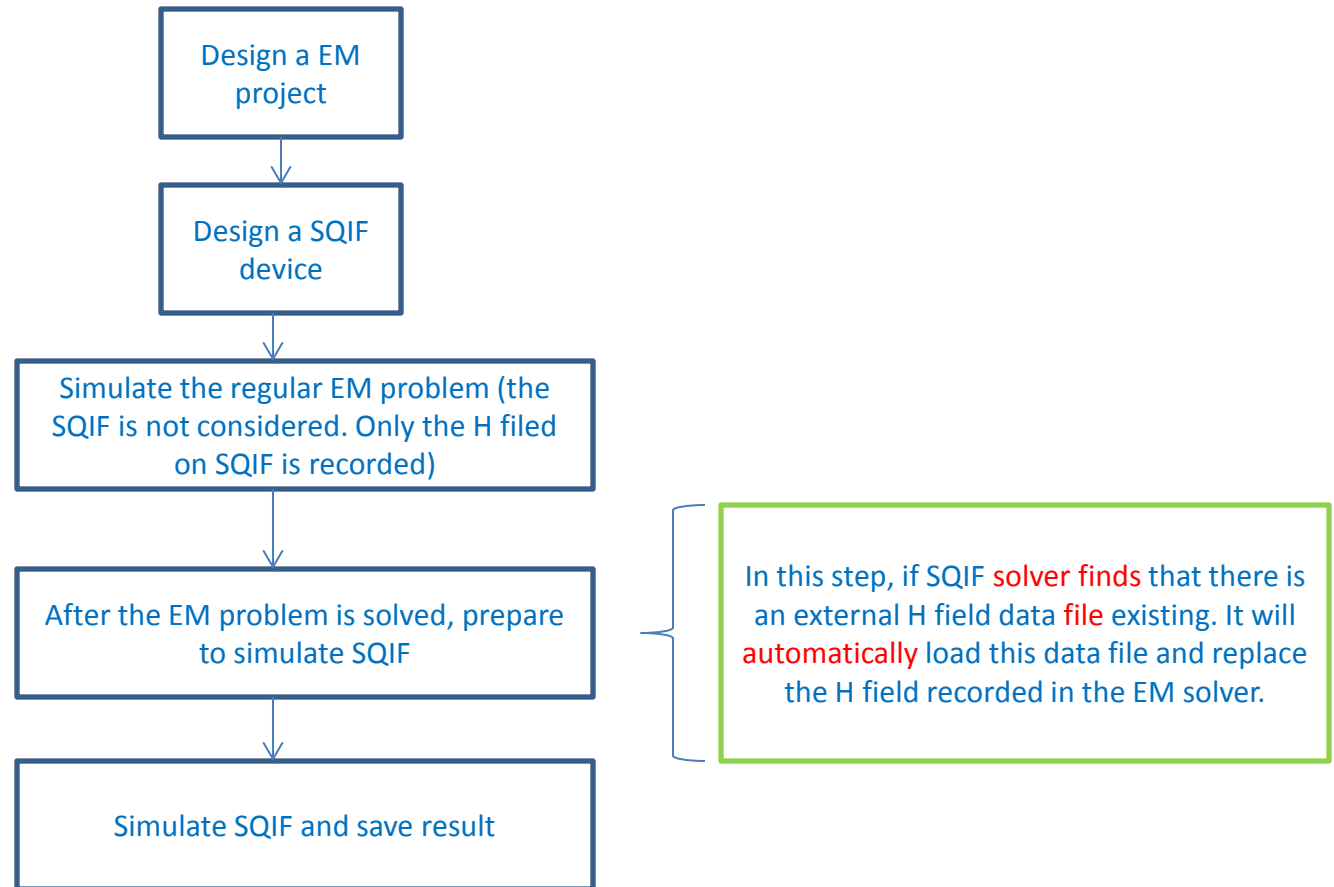 Design a EM
project
Design a SQIF
device
Simulate the regular EM problem (the
SQIF is not considered. Only the H filed
on SQIF is recorded)
After the EM problem is solved, prepare
to simulate SQIF
In this step, if SQIF solver finds that there is
an external H field data file existing. It will
automatically load this data file and replace
the H field recorded in the EM solver.
Simulate SQIF and save result